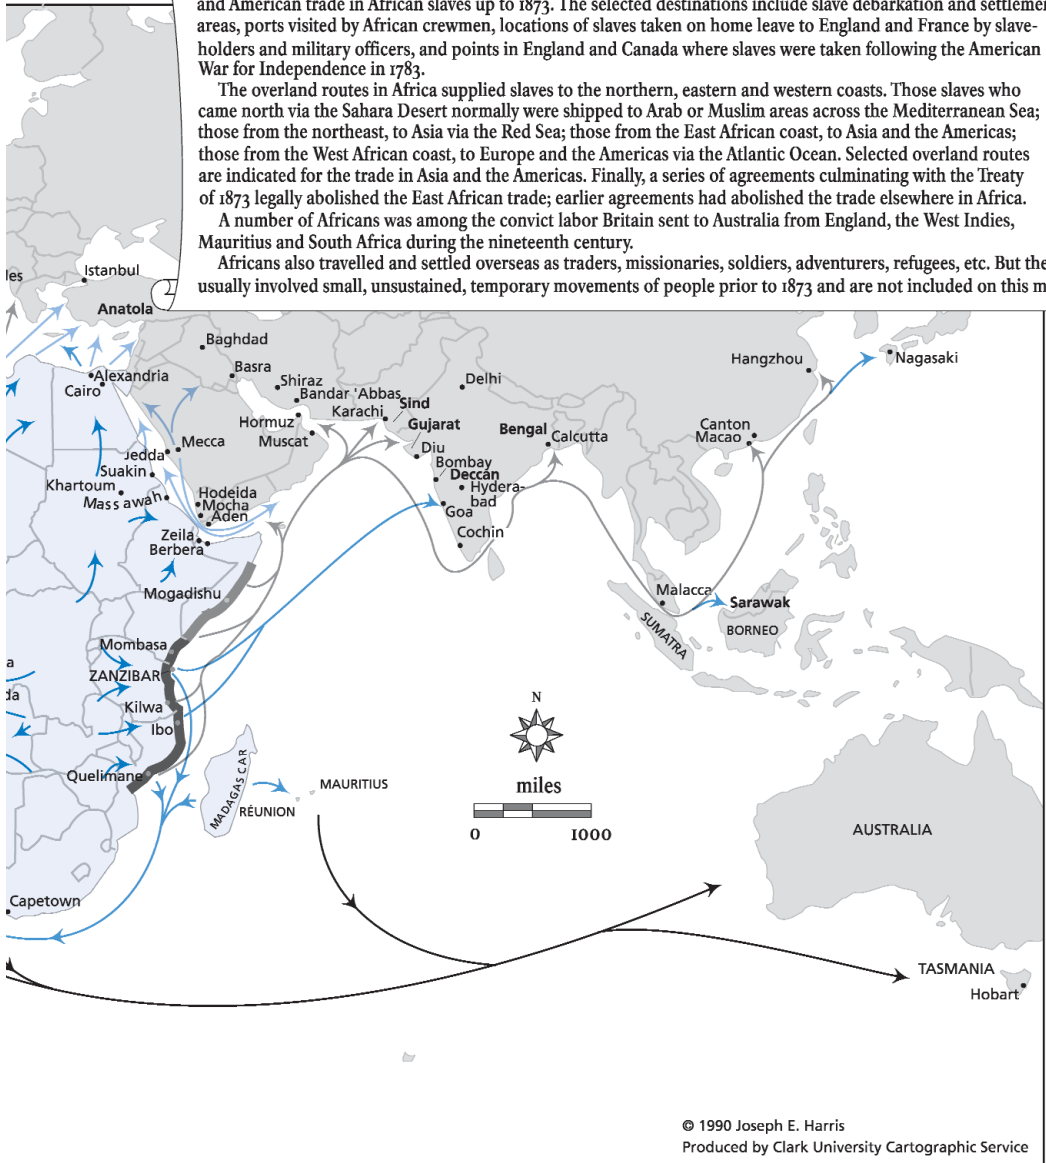 and American trade in African slaves up to 1873. The selected destinations include slave debarkation and
areas, ports visited by African crewmen, locations of slaves taken on home leave to England and France by slave-
holders and military officers, and points in England and Canada where slaves were taken following the American
War for Independence in 1783.
The overland routes in Africa supplied slaves to the northern, eastern and western coasts. Those slaves who
came north via the Sahara Desert normally were shipped to Arab or Muslim areas across the Mediterranean Sea;
those from the northeast, to Asia via the Red Sea; those from the East African coast, to Asia and the Americas;
those from the West African coast, to Europe and the Americas via the Atlantic Ocean. Selected overland routes
are indicated for the trade in Asia and the Americas. Finally, a series of agreements culminating with the Treaty
of 1873 legally abolished the East African trade; earlier agreements had abolished the trade elsewhere in Africa.
A number of Africans was among the convict labor Britain sent to Australia from England, the West Indies,
Mauritius and South Africa during the nineteenth century.
Africans also travelled and settled overseas as traders, missionaries, soldiers, adventurers, refugees, etc. But
usually involved small, unsustained, temporary movements of people prior to 1873 and are not included on this
Istanbul
Anatola
Baghdad
Hangzhou
Nagasaki
Basra
Alexandria
Cairo
Shiraz
Delhi
Bandar 'Abbas
Sind
Karachi
Hormuz
Gujarat
Muscat
Bengal
Calcutta
Canton
Macao
Mecca
Jedda
Diu
Bombay
Suakin
Deccan
Khartoum
Massawah
Hodeida
Hydera-
bad
Mocha
Aden
Goa
Zeila
Berbera
Cochin
Mogadishu
Malacca
Sarawak
SUMATRA
BORNEO
Mombasa
ZANZIBAR
Kilwa
Ibo
N
Quelimane
MADAGASCAR
miles
MAURITIUS
RÉUNION
0 1000
AUSTRALIA
Capetown
TASMANIA
Hobart
© 1990 Joseph E. Harris
Produced by Clark University Cartographic Service